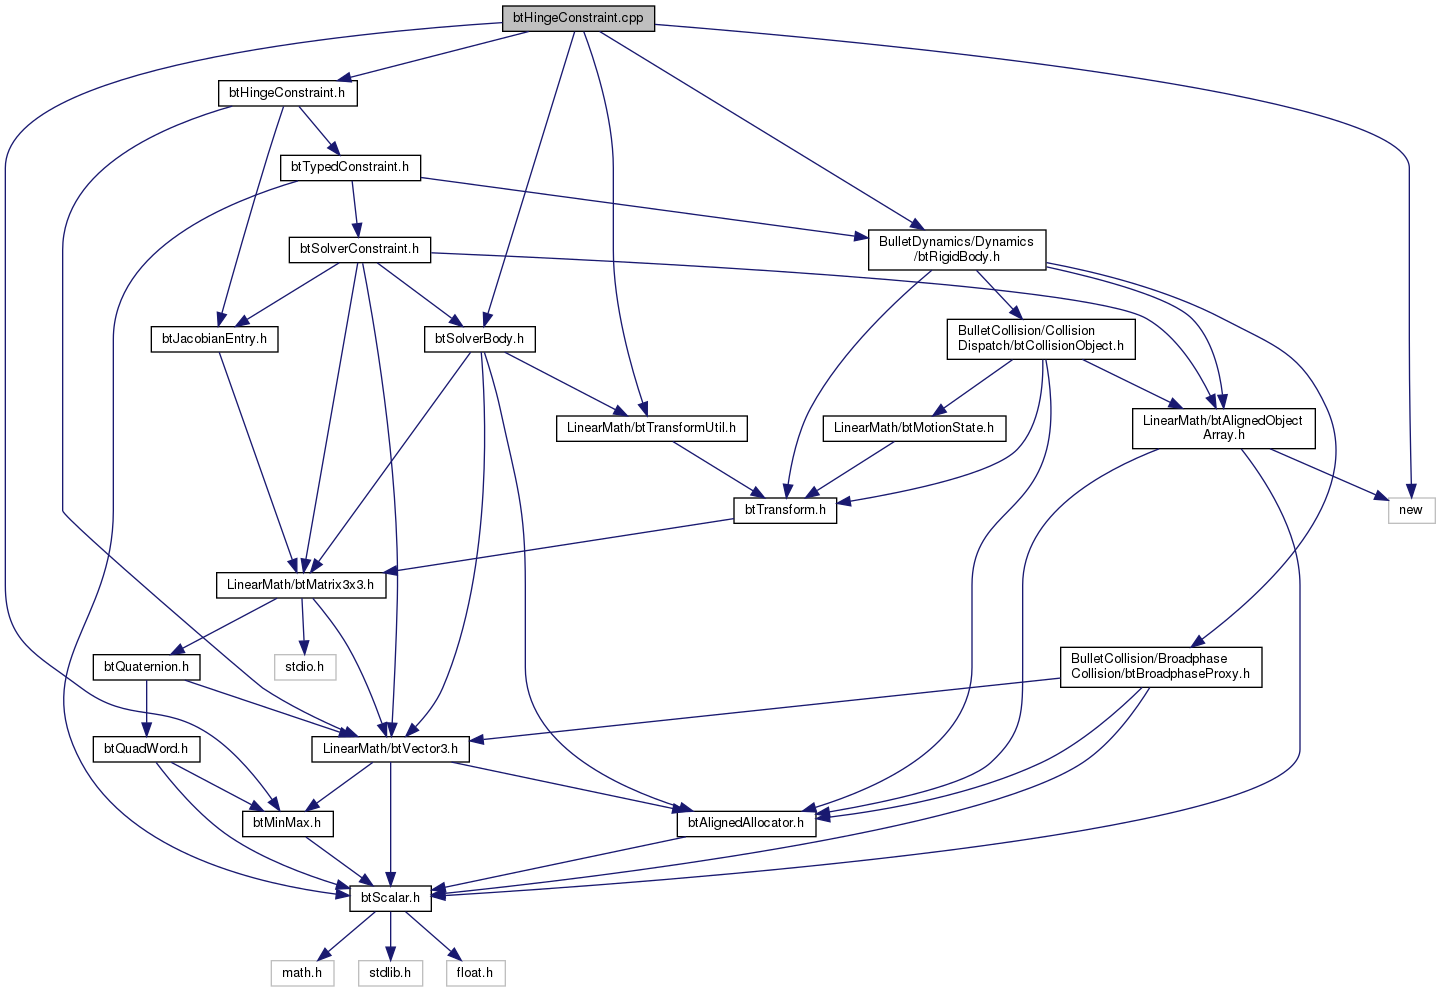 btHingeConstraint.cpp
btHingeConstraint.h
btTypedConstraint.h
btSolverConstraint.h
BulletDynamics/Dynamics
/btRigidBody.h
btJacobianEntry.h
btSolverBody.h
BulletCollision/Collision
Dispatch/btCollisionObject.h
LinearMath/btTransformUtil.h
LinearMath/btMotionState.h
LinearMath/btAlignedObject
Array.h
btTransform.h
new
LinearMath/btMatrix3x3.h
btQuaternion.h
stdio.h
BulletCollision/Broadphase
Collision/btBroadphaseProxy.h
btQuadWord.h
LinearMath/btVector3.h
btMinMax.h
btAlignedAllocator.h
btScalar.h
math.h
stdlib.h
float.h